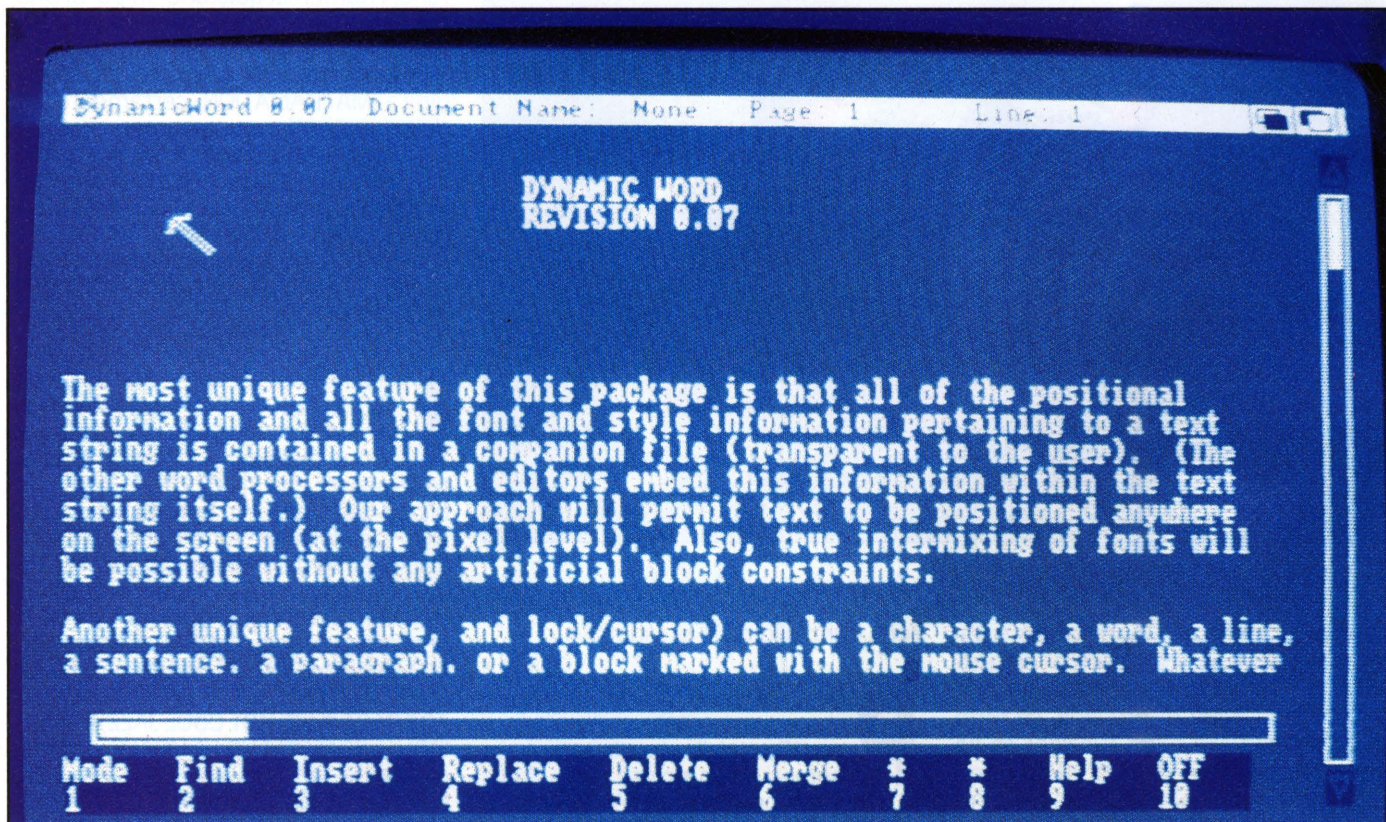 DynamicWord 0.07 Document Name: None Page: 1 Line: 1
DYNAMIC WORD
REVISION 0.07
The most unique feature of this package is that all of the positional
information and all the font and style information pertaining to a text
string is contained in a companion file (transparent to the user). (The
other word processors and editors embed this information within the text
string itself.) Our approach will permit text to be positioned anywhere
on the screen (at the pixel level). Also, true intermixing of fonts will
be possible without any artificial block constraints.
Another unique feature, and lock/cursor) can be a character, a word, a line,
a sentence. a paragraph. or a block marked with the mouse cursor. Whatever
Mode Find Insert Replace Delete Merge * * Help OFF
1 2 3 4 5 6 7 8 9 10